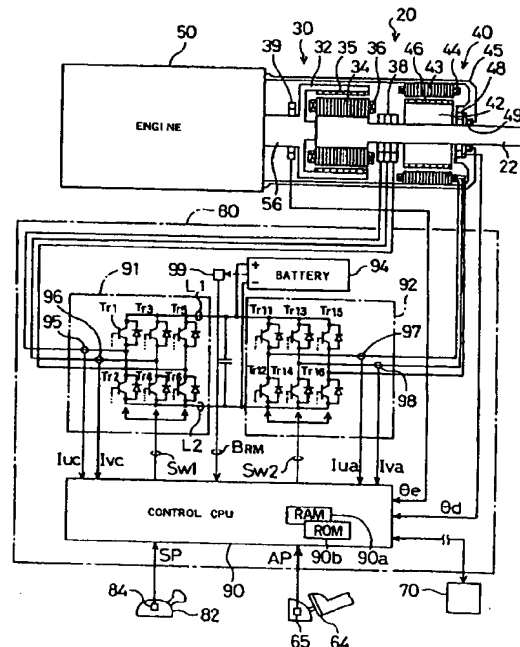 20
50
30
40
39 32 35 36 38 46 43 44 45
34
48
42
49
ENGINE
56
22
80
91
99
+
-
BATTERY
94
92
L1
Tr1 Tr3 Tr5
Tr11 Tr13 Tr15
96
95
97
Tr2 Tr4 Tr6
Tr12 Tr14 Tr16
98
L2
Iuc Ivc
SW1
BRM
SW2
Iua Iva
θe
θd
CONTROL CPU
RAM
ROM
SP
90
AP
90b 90a
70
84
82
65 64